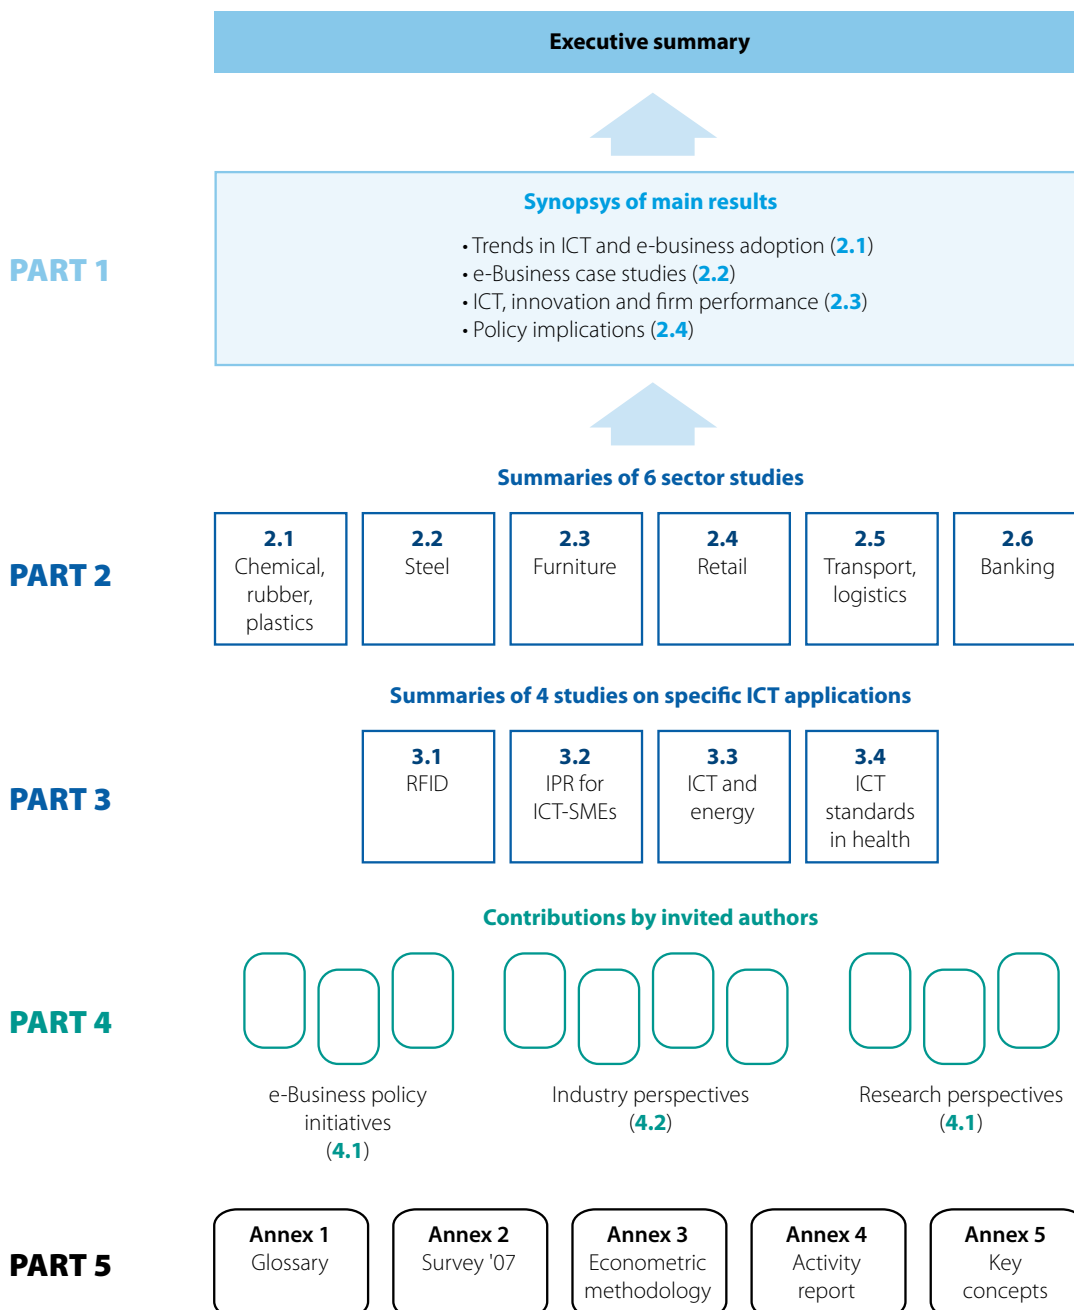 Executive summary
PART 1
Synopsys of main results
• Trends in ICT and e-business adoption (2.1)
• e-Business case studies (2.2)
• ICT, innovation and firm performance (2.3)
• Policy implications (2.4)
Summaries of 6 sector studies
PART 2
2.1
Chemical,
rubber,
plastics
2.2
Steel
2.3
Furniture
2.4
Retail
2.5
Transport,
logistics
2.6
Banking
Summaries of 4 studies on specific ICT applications
PART 3
3.1
RFID
3.2
IPR for
ICT-SMEs
3.3
ICT and
energy
3.4
ICT
standards
in health
Contributions by invited authors
PART 4
e-Business policy
initiatives
(4.1)
Industry perspectives
(4.2)
Research perspectives
(4.1)
PART 5
Annex 1
Glossary
Annex 2
Survey '07
Annex 3
Econometric
methodology
Annex 4
Activity
report
Annex 5
Key
concepts